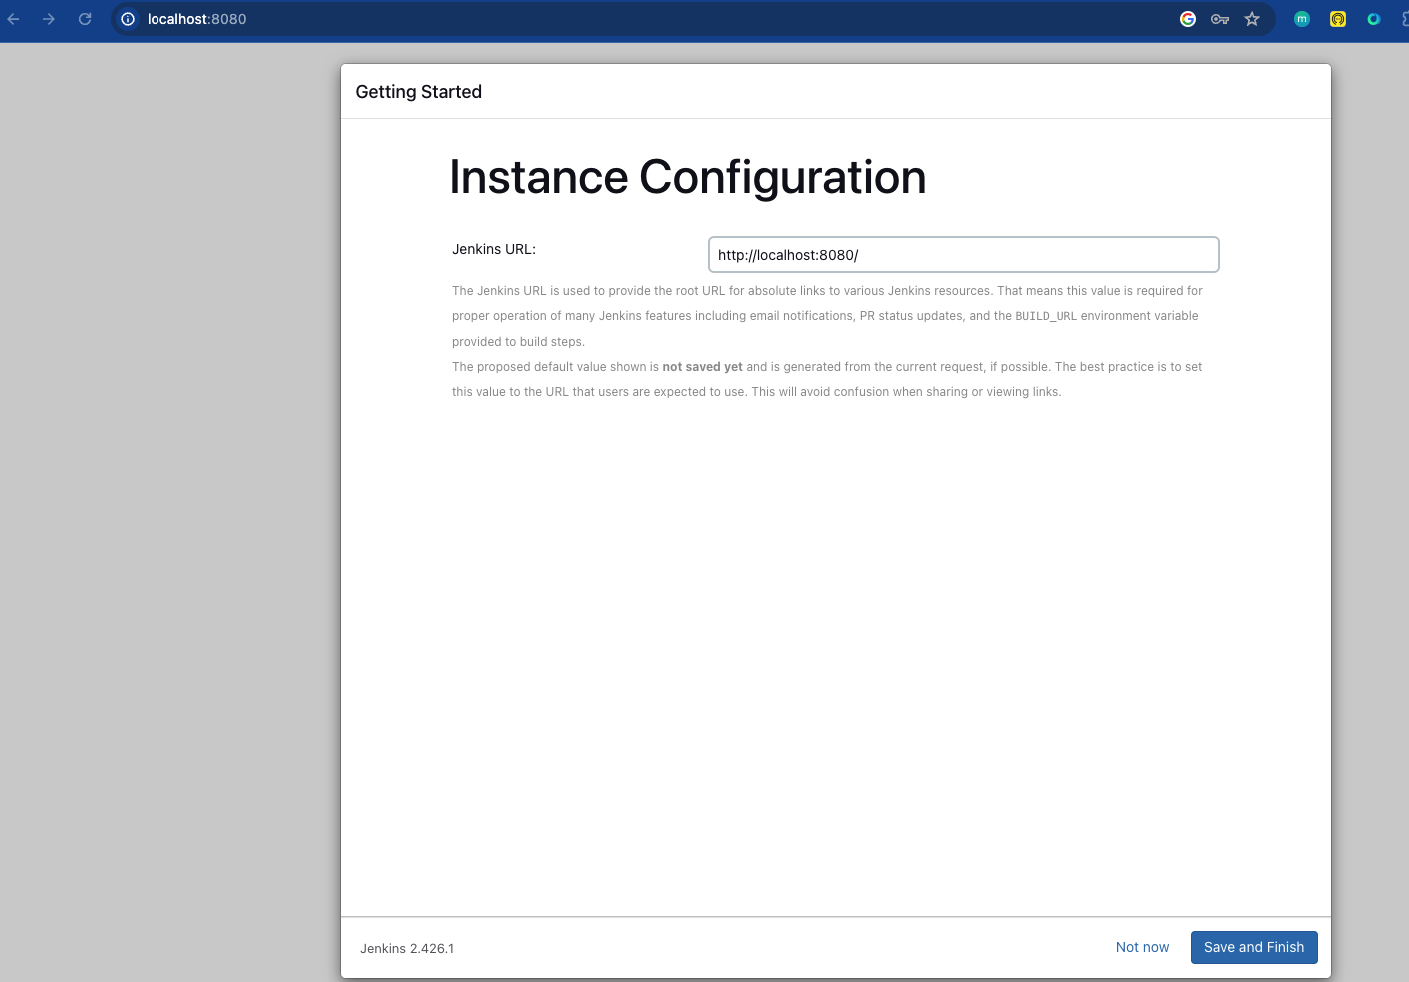 localhost:8080
m
Getting Started
Instance Configuration
Jenkins URL:
http://localhost:8080/
The Jenkins URL is used to provide the root URL for absolute links to various Jenkins resources. That means this value is required for
proper operation of many Jenkins features including email notifications, PR status updates, and the BUILD_URL environment variable
provided to build steps.
The proposed default value shown is not saved yet and is generated from the current request, if possible. The best practice is to set
this value to the URL that users are expected to use. This will avoid confusion when sharing or viewing links.
Jenkins 2.426.1
Not now
Save and Finish